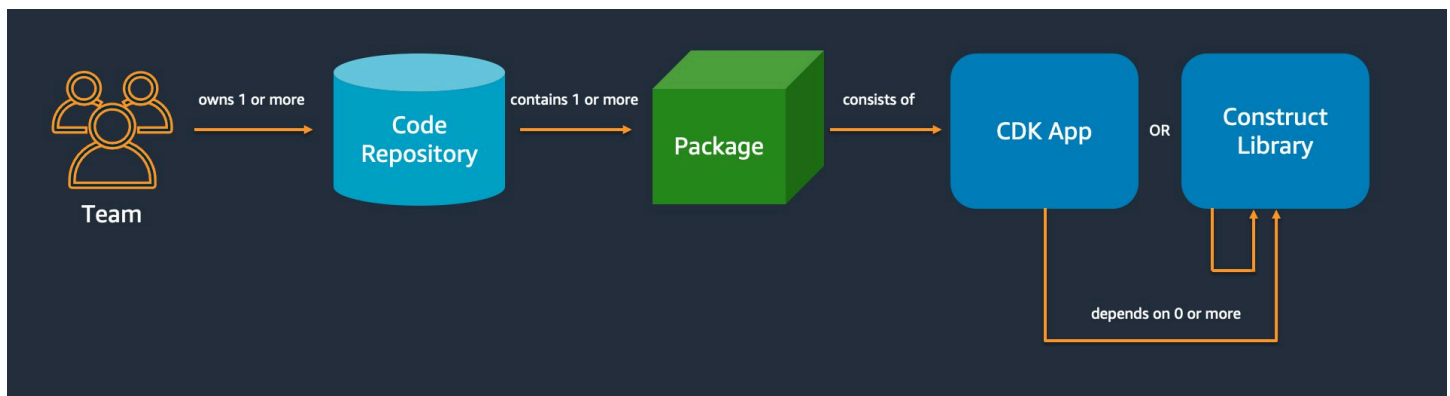 owns 1 or more
contains 1 or more
consists of
Code
Repository
Package
CDK App
OR
Construct
Library
Team
depends on 0 or more